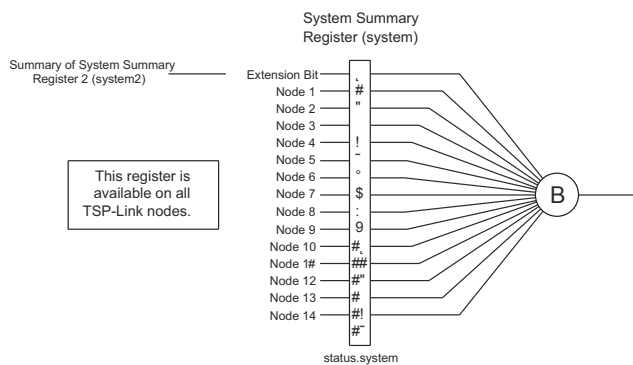 System Summary
Register (system)
Summary of System Summary
Register 2 (system2)
Extension Bit
˛
Node 1
#
Node 2
"
Node 3
Node 4
!
Node 5
˜
Node 6
°
Node 7
$
Node 8
:
Node 9
9
Node 10
#˛
Node 1#
##
Node 12
#"
Node 13
#
Node 14
#!
#˜
This register is
available on all
TSP-Link nodes.
B
status.system